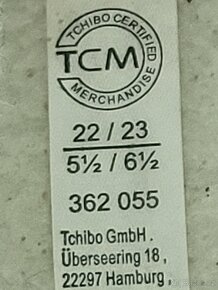 TCHIBO CERTIFIED
TCM
MERCHANDISE
22 / 23
5½ / 6½
362 055
Tchibo GmbH.
Überseering 18,
22297 Hamburg,